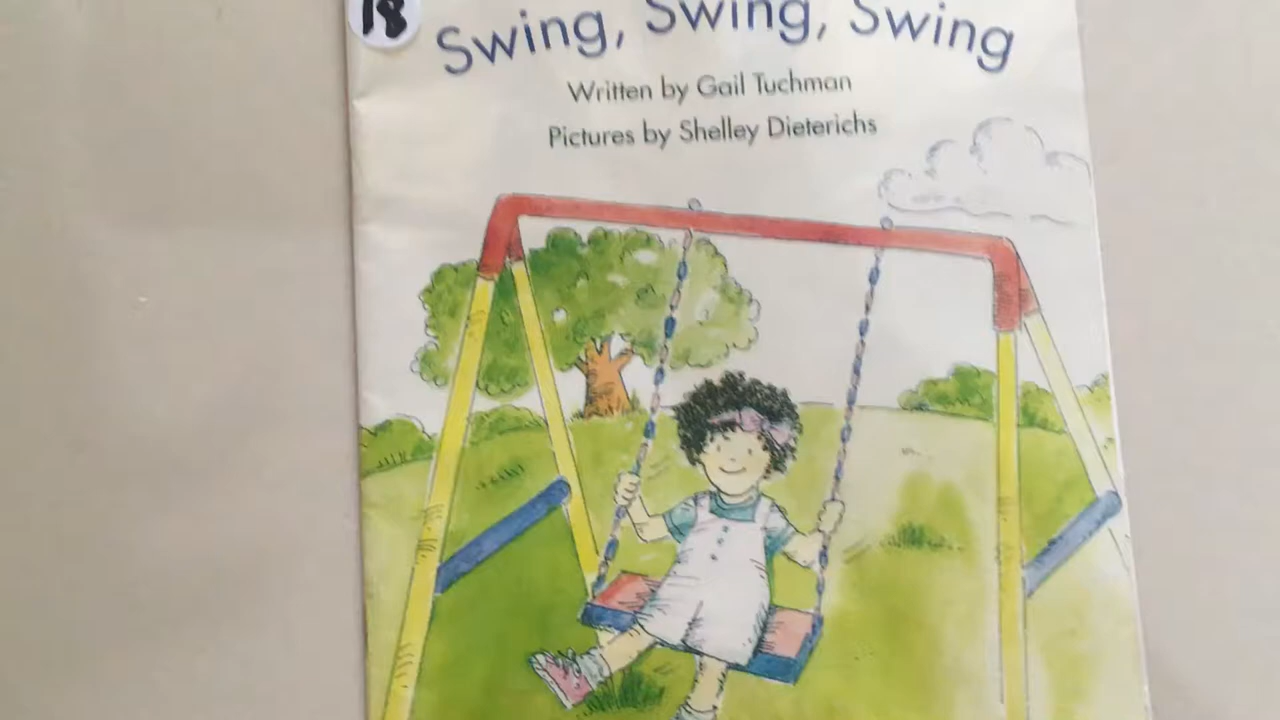 18
Swing, Swing, Swing
Written by Gail Tuchman
Pictures by Shelley Dieterichs